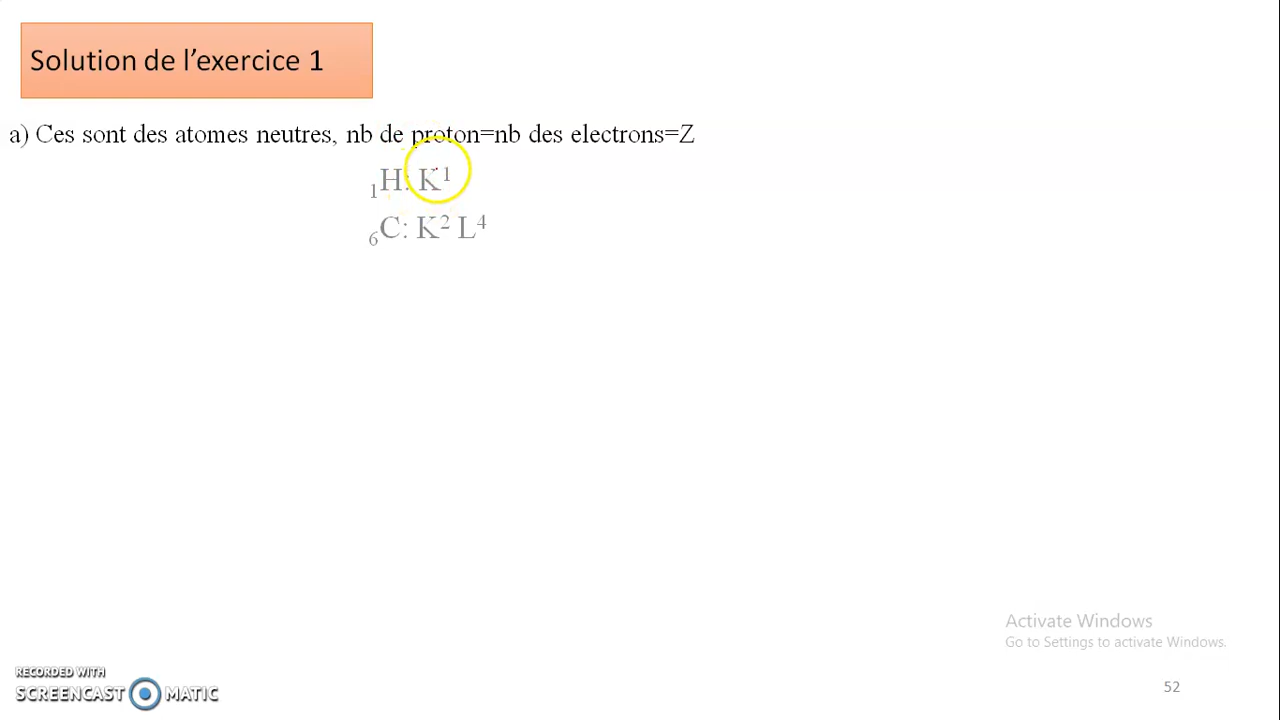 Solution de l’exercice 1
a) Ces sont des atomes neutres, nb de proton=nb des electrons=Z
₁H: K¹
₆C: K² L⁴
Activate Windows
Go to Settings to activate Windows.
RECORDED WITH
SCREENCAST MATIC
52